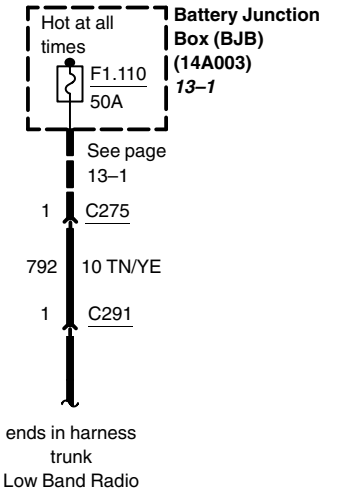 Hot at all
times
F1.110
50A
Battery Junction
Box (BJB)
(14A003)
13–1
See page
13–1
1 C275
792 10 TN/YE
1 C291
ends in harness
trunk
Low Band Radio